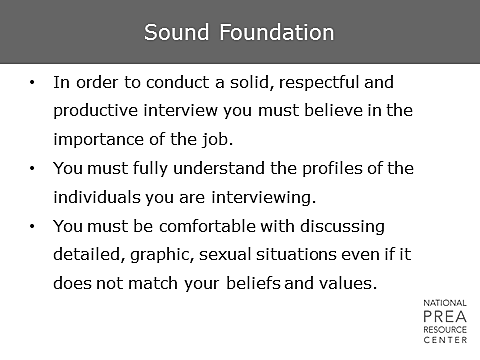 Sound Foundation
• In order to conduct a solid, respectful and
productive interview you must believe in the
importance of the job.
• You must fully understand the profiles of the
individuals you are interviewing.
• You must be comfortable with discussing
detailed, graphic, sexual situations even if it
does not match your beliefs and values.
NATIONAL
PREA
RESOURCE
CENTER